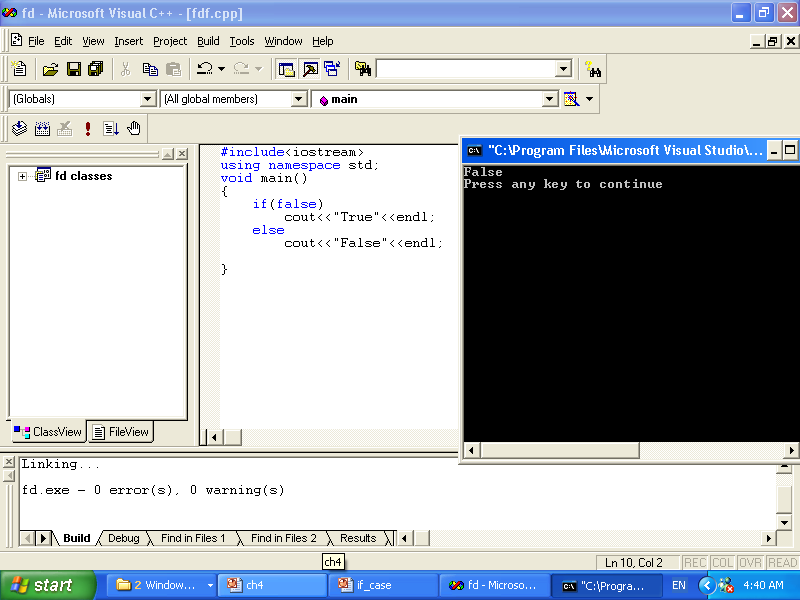 fd - Microsoft Visual C++ - [fdf.cpp]
File Edit View Insert Project Build Tools Window Help
(Globals) (All global members) main
fd classes
#include<iostream>
using namespace std;
void main()
{
if(false)
cout<<"True"<<endl;
else
cout<<"False"<<endl;
}
"C:\Program Files\Microsoft Visual Studio\...
False
Press any key to continue
ClassView FileView
Linking...
fd.exe - 0 error(s), 0 warning(s)
Build Debug Find in Files 1 Find in Files 2 Results
ch4
Ln 10, Col 2 REC COL OVR READ
start 2 Window... ch4 if_case fd - Microso... "C:\Progra... EN 4:40 AM